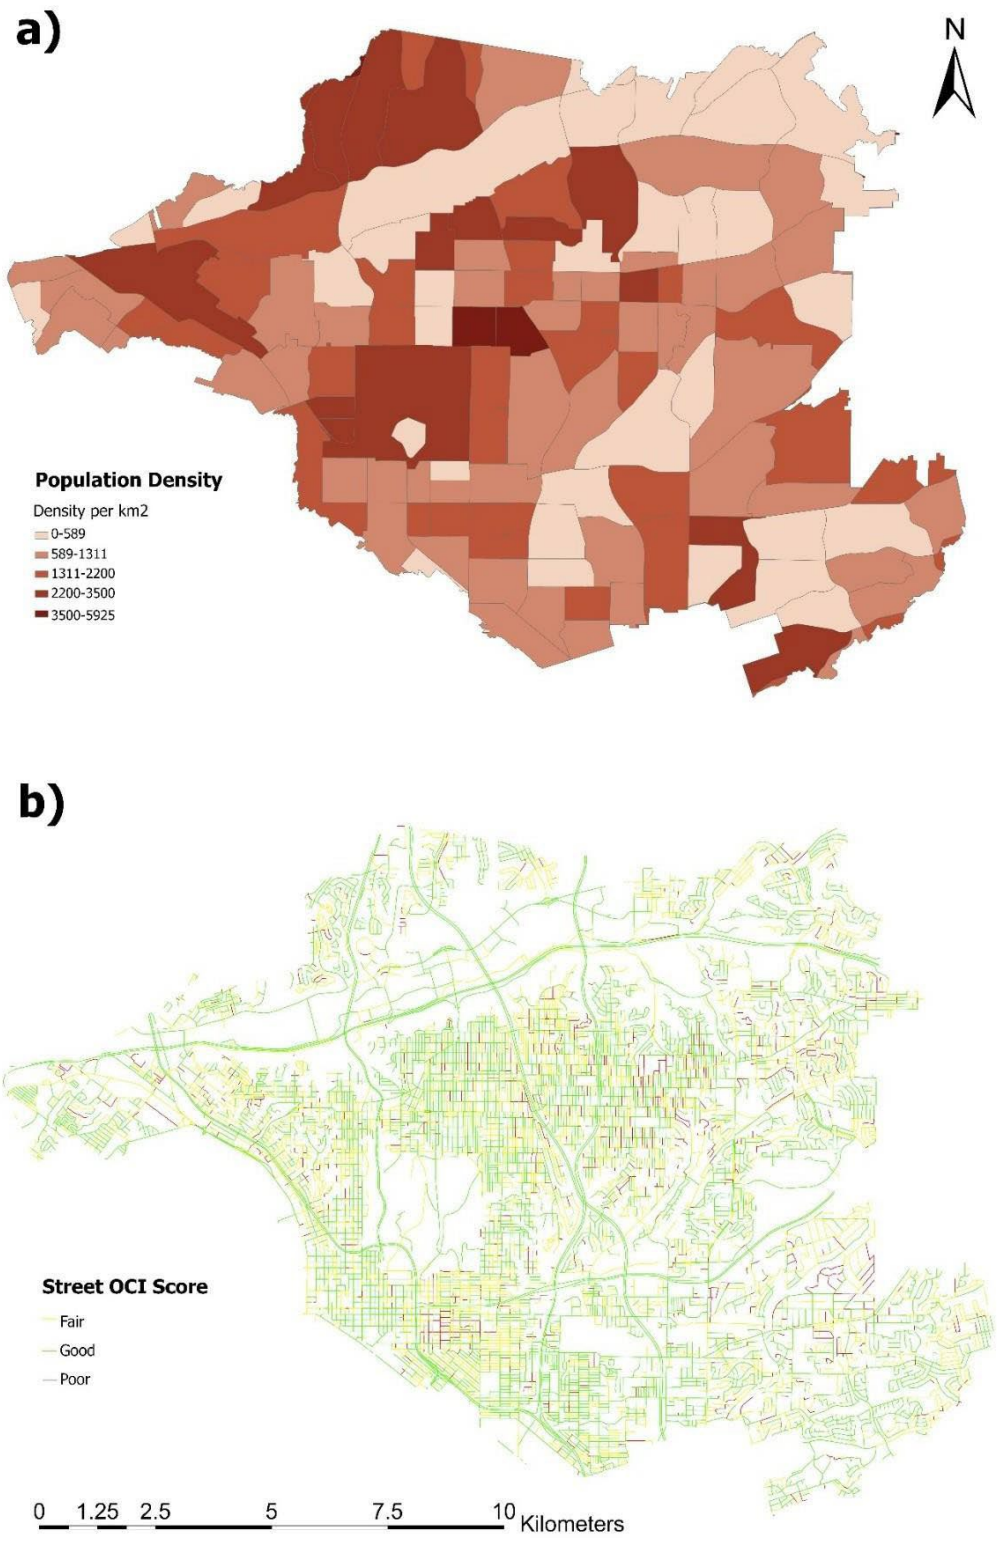 a)
N
Population Density
Density per km2
0-589
589-1311
1311-2200
2200-3500
3500-5925
b)
Street OCI Score
Fair
Good
Poor
0 1.25 2.5 5 7.5 10
Kilometers